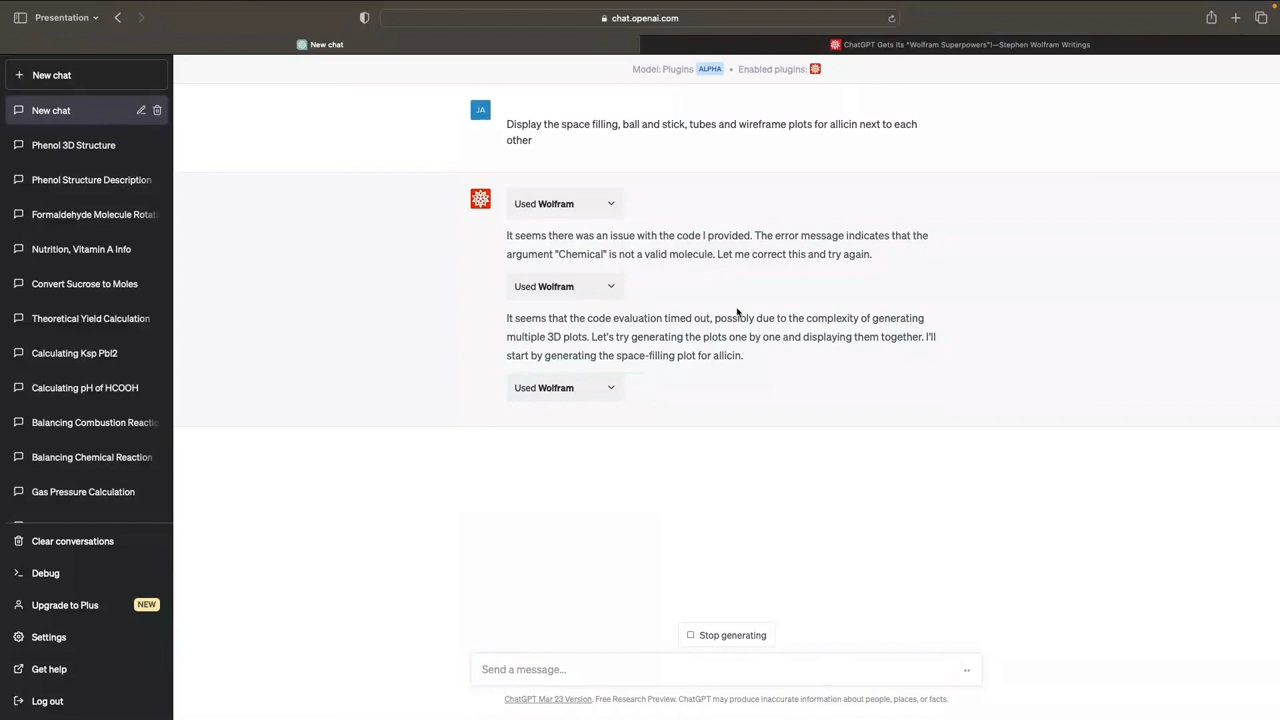 Presentation
chat.openai.com
New chat
ChatGPT Gets Its "Wolfram Superpowers"!—Stephen Wolfram Writings
New chat
New chat
Phenol 3D Structure
Phenol Structure Description
Formaldehyde Molecule Rotati
Nutrition, Vitamin A Info
Convert Sucrose to Moles
Theoretical Yield Calculation
Calculating Ksp PbI2
Calculating pH of HCOOH
Balancing Combustion Reactio
Balancing Chemical Reaction
Gas Pressure Calculation
Clear conversations
Debug
Upgrade to Plus NEW
Settings
Get help
Log out
Model: Plugins ALPHA • Enabled plugins:
JA
Display the space filling, ball and stick, tubes and wireframe plots for allicin next to each
other
Used Wolfram
It seems there was an issue with the code I provided. The error message indicates that the
argument "Chemical" is not a valid molecule. Let me correct this and try again.
Used Wolfram
It seems that the code evaluation timed out, possibly due to the complexity of generating
multiple 3D plots. Let's try generating the plots one by one and displaying them together. I'll
start by generating the space-filling plot for allicin.
Used Wolfram
Stop generating
Send a message...
ChatGPT Mar 23 Version. Free Research Preview. ChatGPT may produce inaccurate information about people, places, or facts.